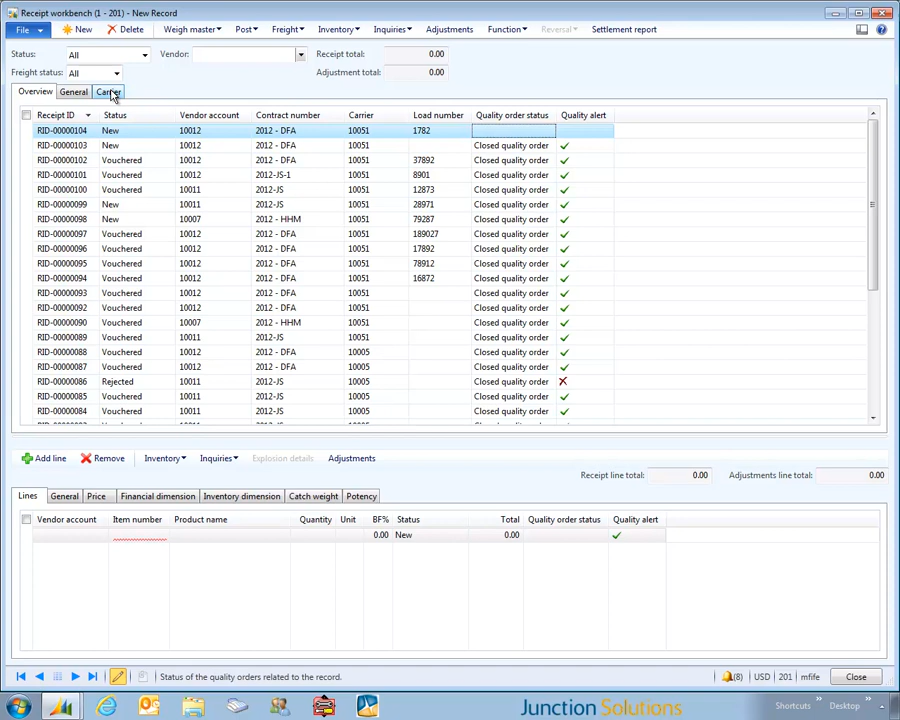 Receipt workbench (1 - 201) - New Record
File New Delete Weigh master Post Freight Inventory Inquiries Adjustments Function Reversal Settlement report
Status: All Vendor: Receipt total: 0.00
Freight status: All Adjustment total: 0.00
Overview General Carrier
Receipt ID Status Vendor account Contract number Carrier Load number Quality order status Quality alert
RID-00000104 New 10012 2012 - DFA 10051 1782
RID-00000103 New 10012 2012 - DFA 10051 Closed quality order
RID-00000102 Vouchered 10012 2012 - DFA 10051 37892 Closed quality order
RID-00000101 Vouchered 10012 2012-JS-1 10051 8901 Closed quality order
RID-00000100 Vouchered 10011 2012-JS 10051 12873 Closed quality order
RID-00000099 New 10011 2012-JS 10051 28971 Closed quality order
RID-00000098 New 10007 2012 - HHM 10051 79287 Closed quality order
RID-00000097 Vouchered 10012 2012 - DFA 10051 189027 Closed quality order
RID-00000096 Vouchered 10012 2012 - DFA 10051 17892 Closed quality order
RID-00000095 Vouchered 10012 2012 - DFA 10051 78912 Closed quality order
RID-00000094 Vouchered 10012 2012 - DFA 10051 16872 Closed quality order
RID-00000093 Vouchered 10012 2012 - DFA 10051 Closed quality order
RID-00000092 Vouchered 10012 2012 - DFA 10051 Closed quality order
RID-00000090 Vouchered 10007 2012 - HHM 10051 Closed quality order
RID-00000089 Vouchered 10011 2012-JS 10051 Closed quality order
RID-00000088 Vouchered 10012 2012 - DFA 10005 Closed quality order
RID-00000087 Vouchered 10012 2012 - DFA 10005 Closed quality order
RID-00000086 Rejected 10011 2012-JS 10005 Closed quality order
RID-00000085 Vouchered 10011 2012-JS 10005 Closed quality order
RID-00000084 Vouchered 10011 2012-JS 10005 Closed quality order
Add line Remove Inventory Inquiries Explosion details Adjustments
Receipt line total: 0.00 Adjustments line total: 0.00
Lines General Price Financial dimension Inventory dimension Catch weight Potency
Vendor account Item number Product name Quantity Unit BF% Status Total Quality order status Quality alert
0.00 New 0.00
Status of the quality orders related to the record. (8) USD 201 mfife Close
Junction Solutions Shortcuts Desktop